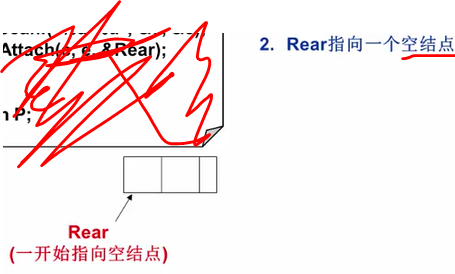 Attach(c, e, &Rear);
2. Rear指向一个空结点
P;
Rear
(一开始指向空结点)